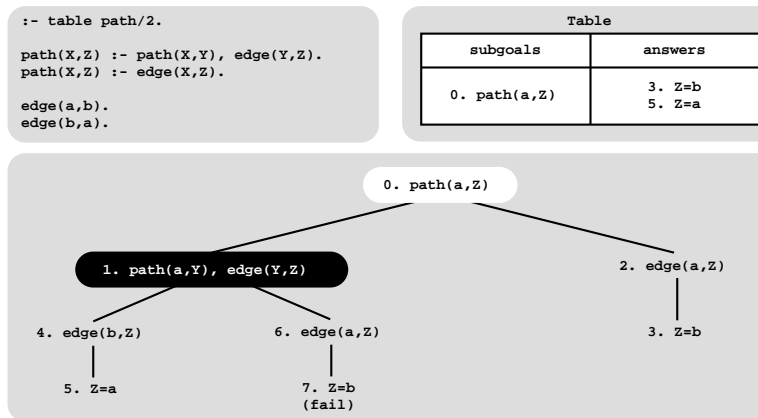 :- table path/2.
path(X,Z) :- path(X,Y), edge(Y,Z).
path(X,Z) :- edge(X,Z).
edge(a,b).
edge(b,a).
Table
subgoals answers
0. path(a,Z)
3. Z=b
5. Z=a
0. path(a,Z)
1. path(a,Y), edge(Y,Z)
2. edge(a,Z)
4. edge(b,Z)
6. edge(a,Z)
3. Z=b
5. Z=a
7. Z=b
(fail)